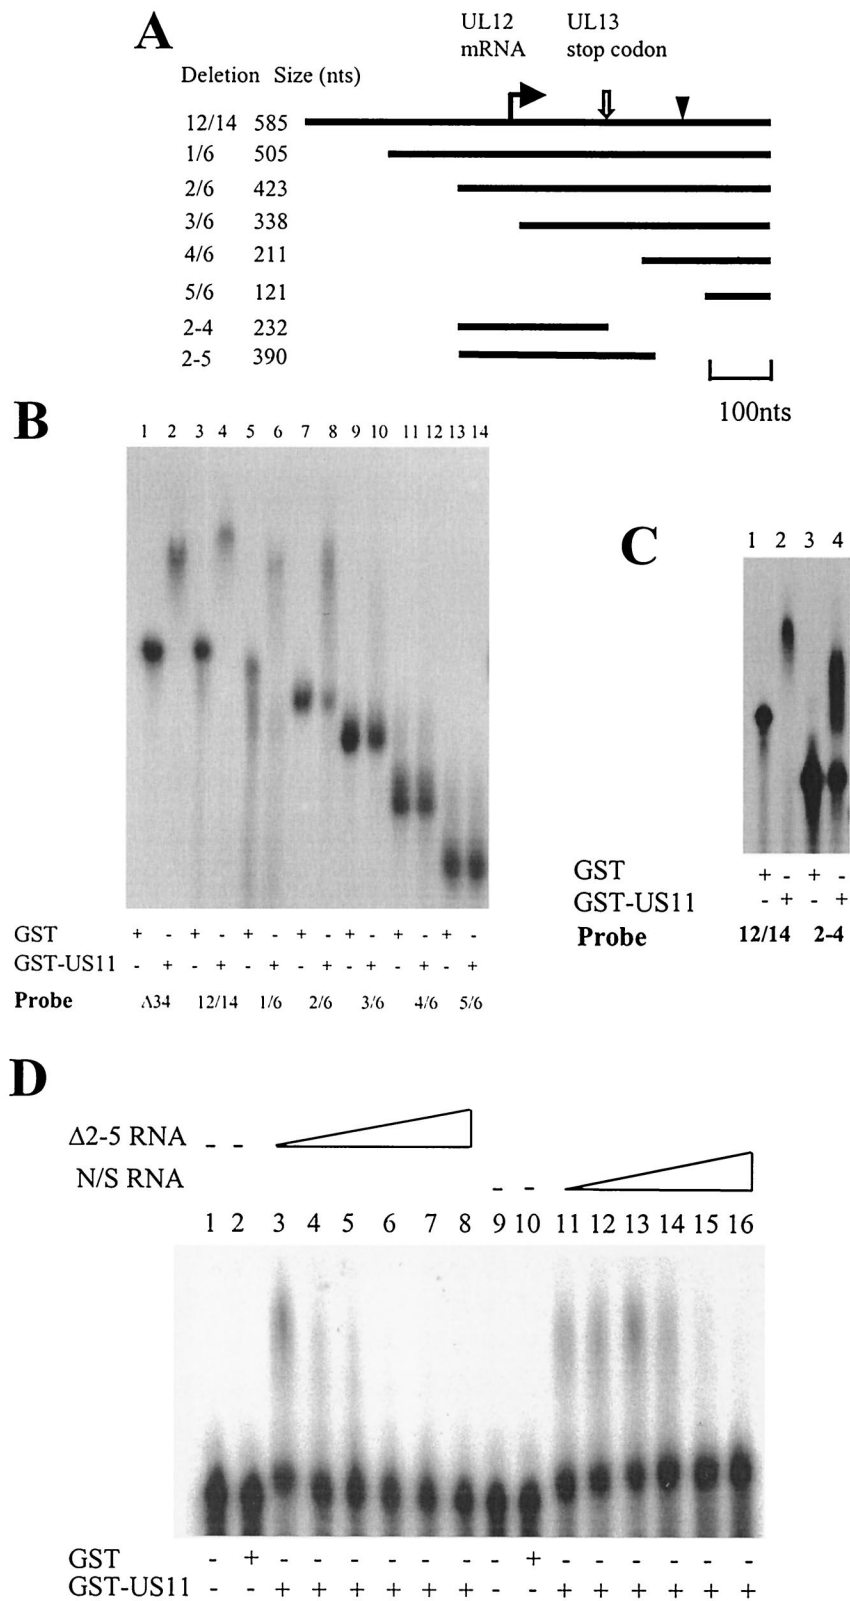 A
UL12 mRNA
UL13 stop codon
Deletion Size (nts)
12/14 585
1/6 505
2/6 423
3/6 338
4/6 211
5/6 121
2-4 232
2-5 390
100nts
B
1 2 3 4 5 6 7 8 9 10 11 12 13 14
GST + - + - + - + - + - + - + -
GST-US11 - + - + - + - + - + - + - +
Probe Δ34 12/14 1/6 2/6 3/6 4/6 5/6
C
1 2 3 4
GST + - + -
GST-US11 - + - +
Probe 12/14 2-4
D
Δ2-5 RNA - -
N/S RNA - -
1 2 3 4 5 6 7 8 9 10 11 12 13 14 15 16
GST - + - - - - - - - + - - - - - -
GST-US11 - - + + + + + + - - + + + + + +